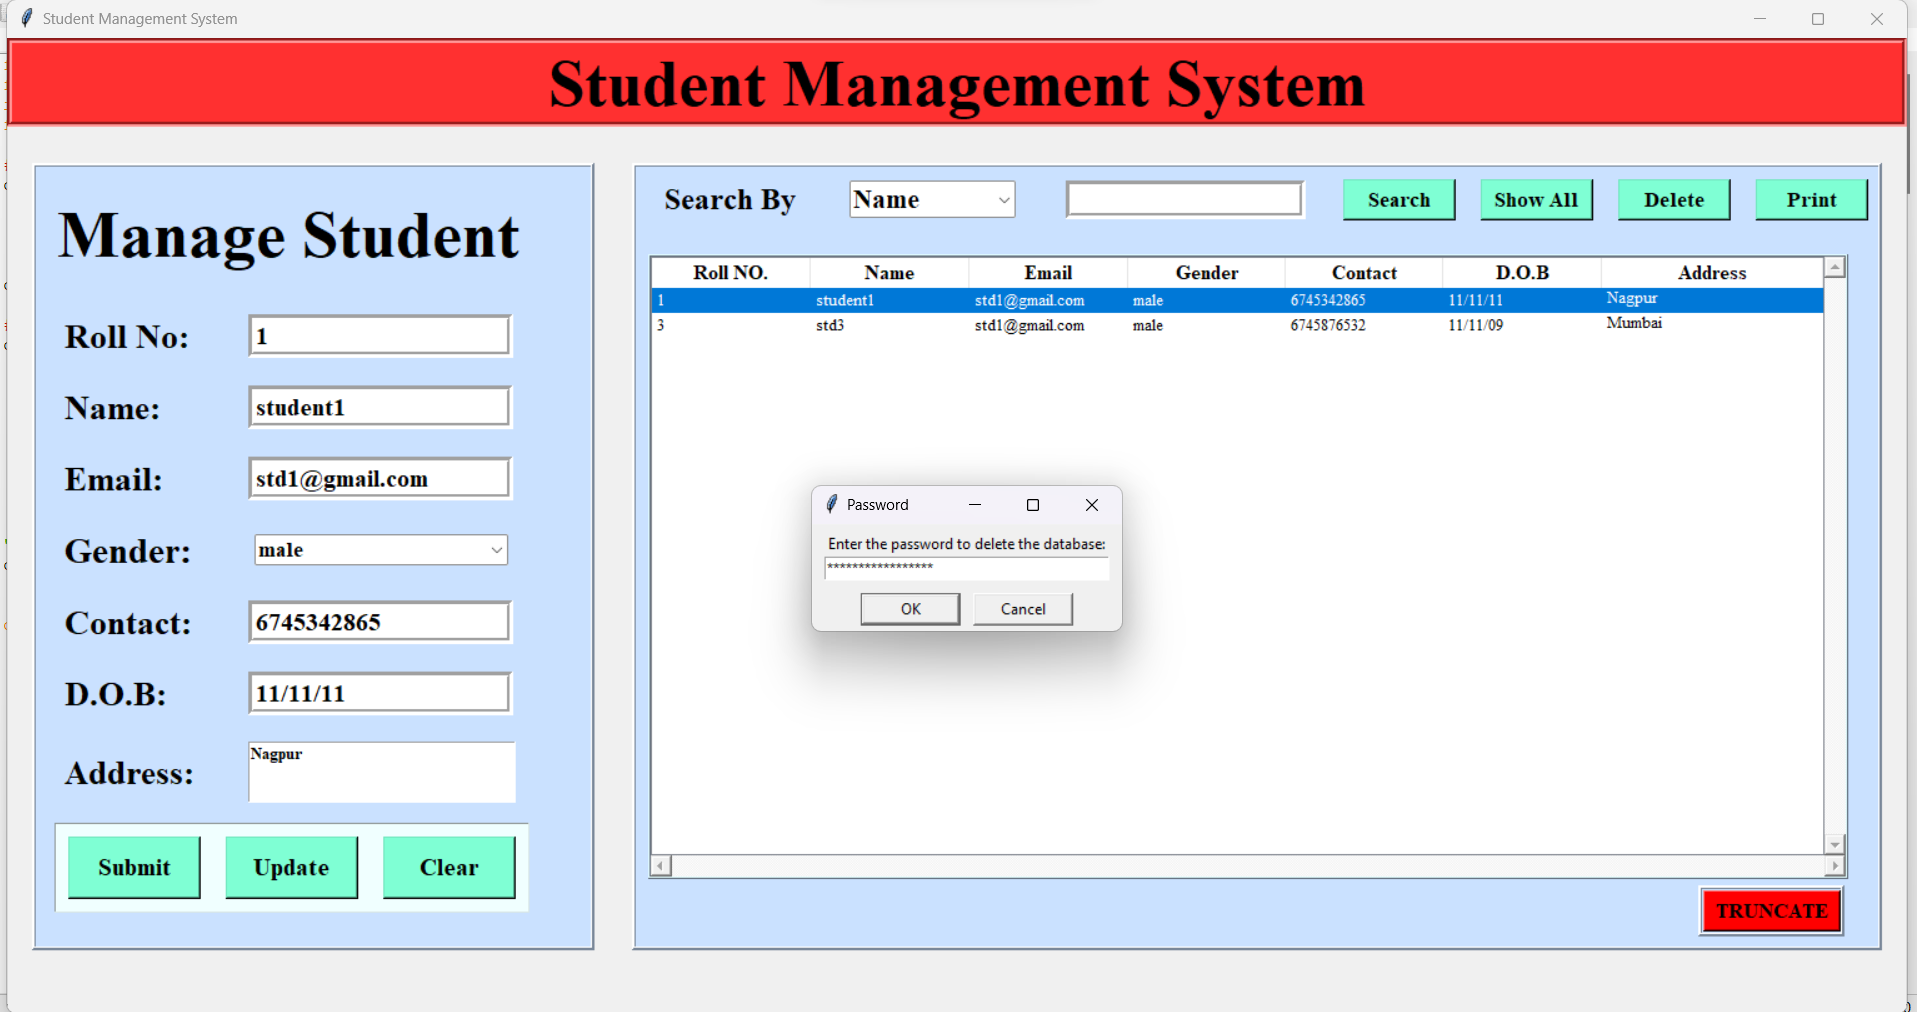 Student Management System
Student Management System
Manage Student
Roll No: 1
Name: student1
Email: std1@gmail.com
Gender: male
Contact: 6745342865
D.O.B: 11/11/11
Address: Nagpur
Submit Update Clear
Search By Name Search Show All Delete Print
Roll NO. Name Email Gender Contact D.O.B Address
1 student1 std1@gmail.com male 6745342865 11/11/11 Nagpur
3 std3 std1@gmail.com male 6745876532 11/11/09 Mumbai
Password
Enter the password to delete the database:
*****************
OK Cancel
TRUNCATE